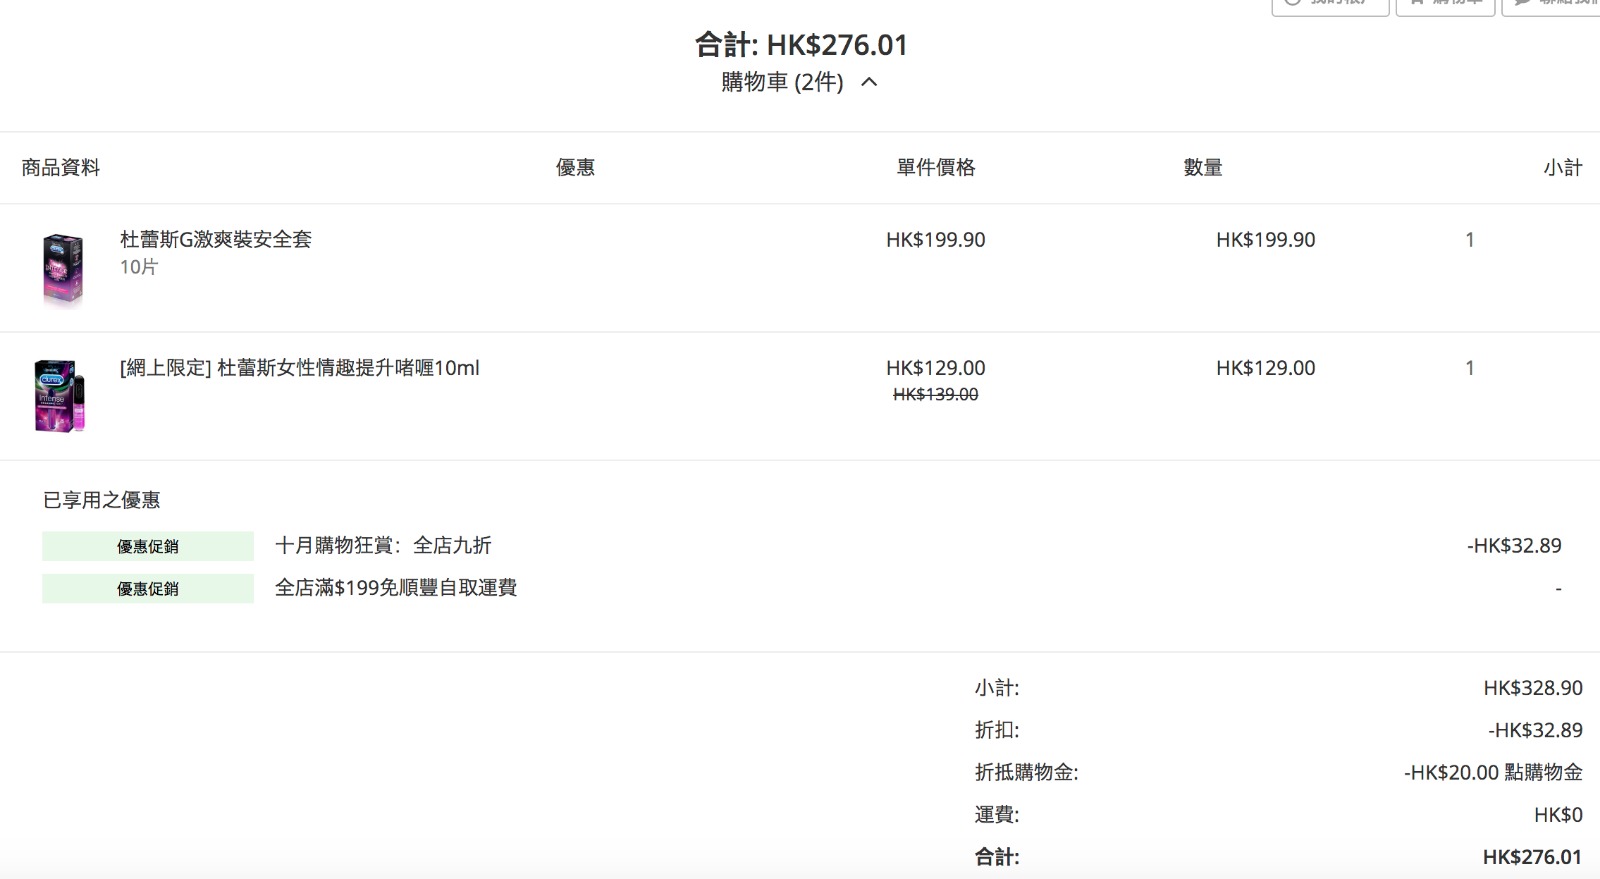 合計: HK$276.01
購物車 (2件)
商品資料 優惠 單件價格 數量 小計
杜蕾斯G激爽裝安全套 HK$199.90 HK$199.90 1
10片
[網上限定] 杜蕾斯女性情趣提升啫喱10ml HK$129.00 HK$129.00 1
HK$139.00
durex
Intense
已享用之優惠
優惠促銷 十月購物狂賞：全店九折 -HK$32.89
優惠促銷 全店滿$199免順豐自取運費 -
小計: HK$328.90
折扣: -HK$32.89
折抵購物金: -HK$20.00 點購物金
運費: HK$0
合計: HK$276.01